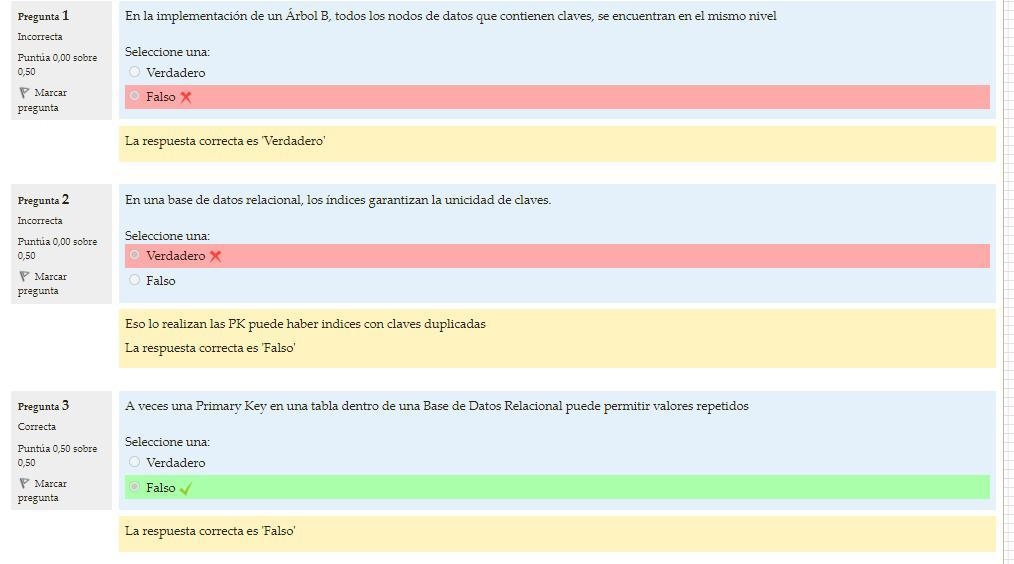 Pregunta 1
Incorrecta
Puntúa 0,00 sobre
0,50
Marcar
pregunta
En la implementación de un Árbol B, todos los nodos de datos que contienen claves, se encuentran en el mismo nivel
Seleccione una:
Verdadero
Falso
La respuesta correcta es 'Verdadero'
Pregunta 2
Incorrecta
Puntúa 0,00 sobre
0,50
Marcar
pregunta
En una base de datos relacional, los índices garantizan la unicidad de claves.
Seleccione una:
Verdadero
Falso
Eso lo realizan las PK puede haber indices con claves duplicadas
La respuesta correcta es 'Falso'
Pregunta 3
Correcta
Puntúa 0,50 sobre
0,50
Marcar
pregunta
A veces una Primary Key en una tabla dentro de una Base de Datos Relacional puede permitir valores repetidos
Seleccione una:
Verdadero
Falso
La respuesta correcta es 'Falso'